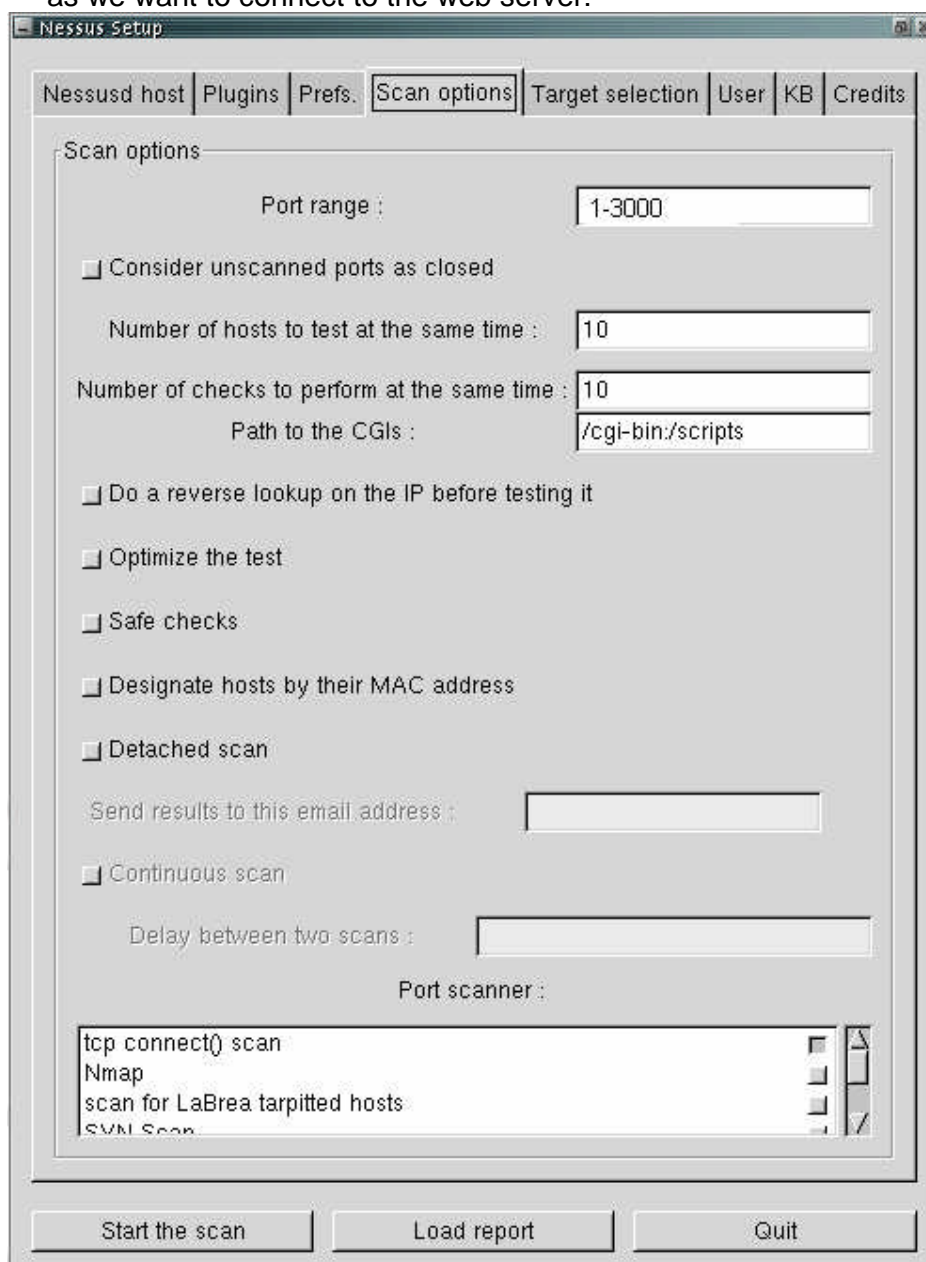 as we want to connect to the web server.
Nessus Setup
Nessusd host Plugins Prefs. Scan options Target selection User KB Credits
Scan options
Port range : 1-3000
Consider unscanned ports as closed
Number of hosts to test at the same time : 10
Number of checks to perform at the same time : 10
Path to the CGIs : /cgi-bin:/scripts
Do a reverse lookup on the IP before testing it
Optimize the test
Safe checks
Designate hosts by their MAC address
Detached scan
Send results to this email address :
Continuous scan
Delay between two scans :
Port scanner :
tcp connect() scan
Nmap
scan for LaBrea tarpitted hosts
SYN Scan
Start the scan Load report Quit